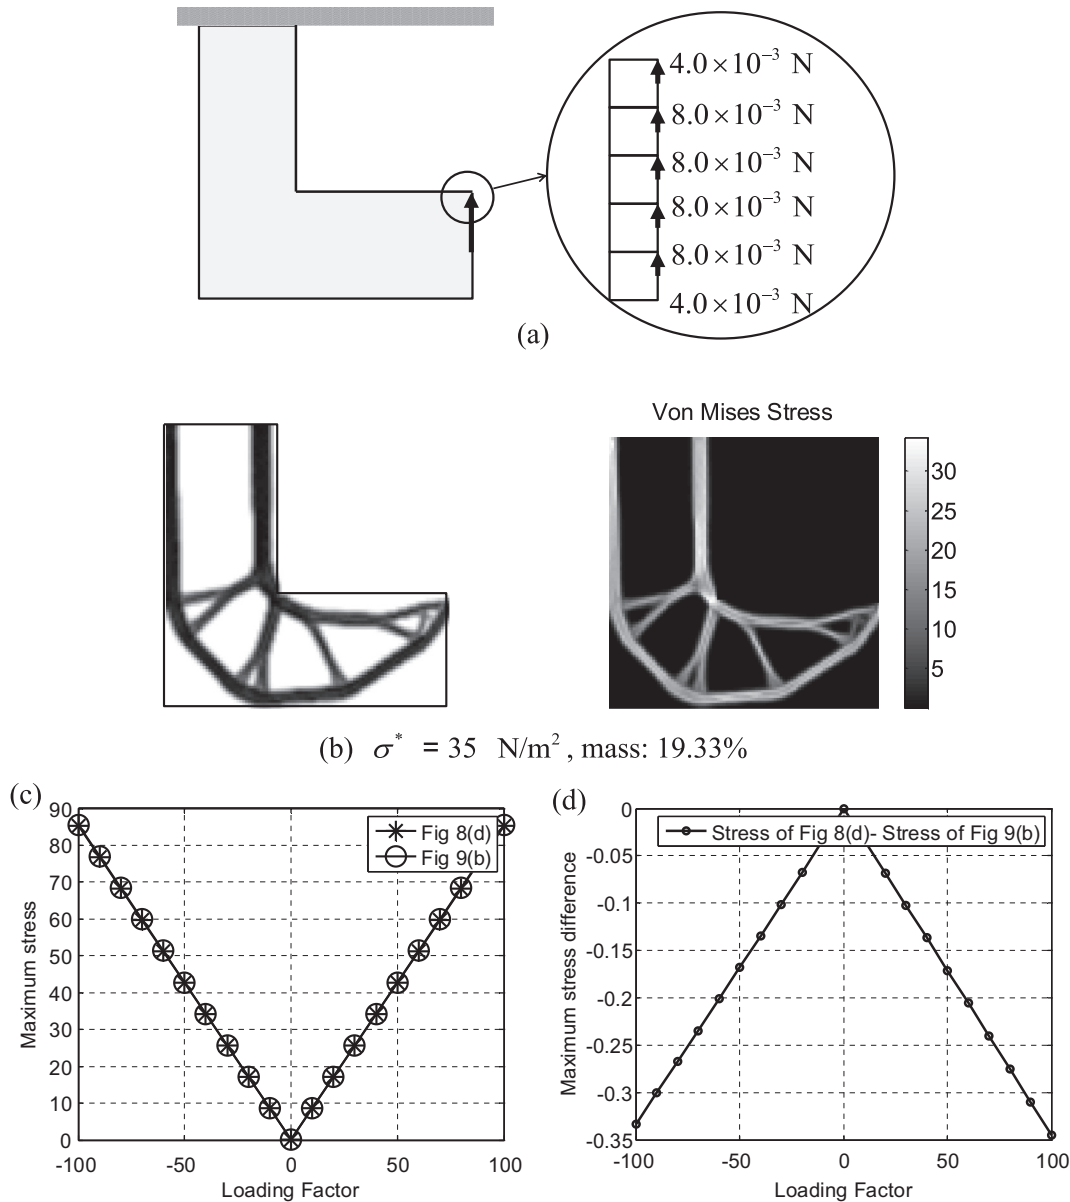 4.0×10⁻³ N
8.0×10⁻³ N
8.0×10⁻³ N
8.0×10⁻³ N
8.0×10⁻³ N
4.0×10⁻³ N
(a)
Von Mises Stress
30
25
20
15
10
5
(b) σ* = 35 N/m², mass: 19.33%
(c)
90
80
70
60
50
40
30
20
10
0
Maximum stress
Fig 8(d)
Fig 9(b)
-100 -50 0 50 100
Loading Factor
(d)
0
-0.05
-0.1
-0.15
-0.2
-0.25
-0.3
-0.35
Maximum stress difference
Stress of Fig 8(d)- Stress of Fig 9(b)
-100 -50 0 50 100
Loading Factor